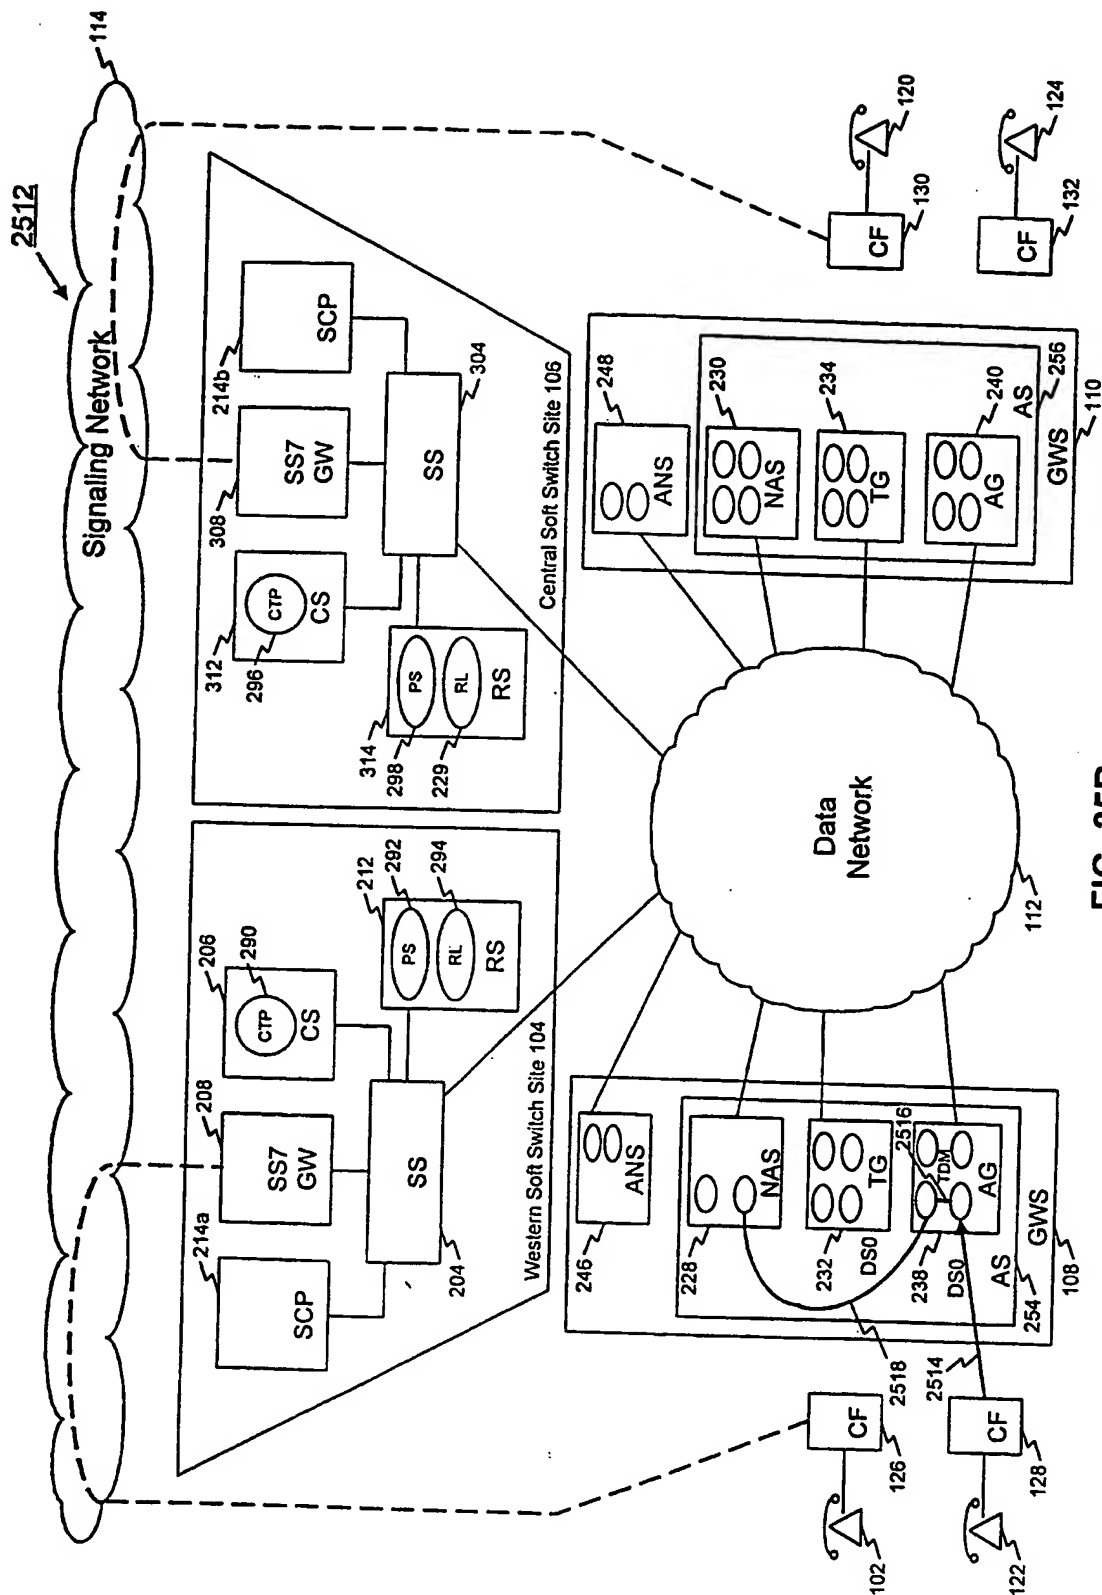 2512
114
Signaling Network
214a
208
206
290
SCP
SS7
GW
CTP
CS
212
292
294
PS
RL
RS
SS
204
Western Soft Switch Site 104
312
296
308
214b
CTP
CS
SS7
GW
SCP
314
298
229
PS
RL
RS
SS
304
Central Soft Switch Site 106
246
ANS
228
NAS
232
TG
DS0
238
DS0
2516
TDM
AG
AS
254
GWS
108
2518
2514
CF
126
102
CF
128
122
Data
Network
112
248
ANS
230
NAS
234
TG
240
AG
AS
256
GWS
110
CF
130
120
CF
132
124